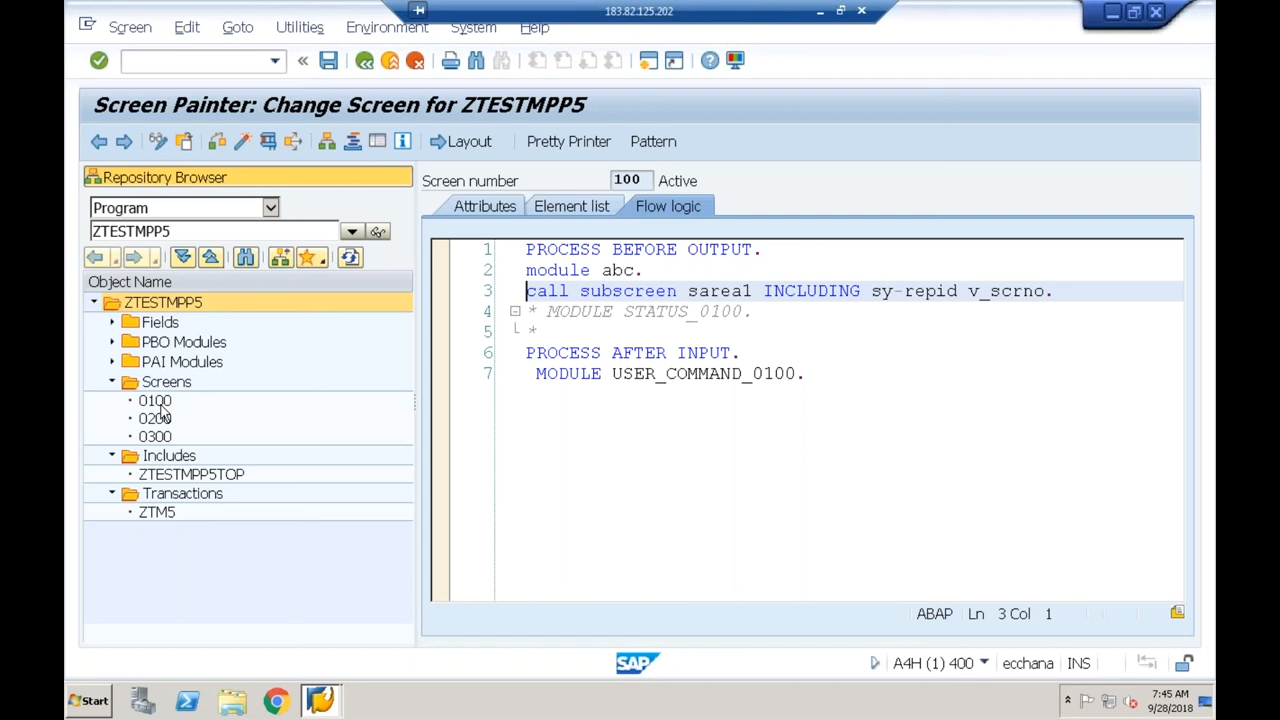 183.82.125.202
Screen Edit Goto Utilities Environment System Help
Screen Painter: Change Screen for ZTESTMPP5
Layout Pretty Printer Pattern
Repository Browser
Program
ZTESTMPP5
Object Name
ZTESTMPP5
Fields
PBO Modules
PAI Modules
Screens
0100
0200
0300
Includes
ZTESTMPP5TOP
Transactions
ZTM5
Screen number 100 Active
Attributes Element list Flow logic
1 PROCESS BEFORE OUTPUT.
2 module abc.
3 call subscreen sarea1 INCLUDING sy-repid v_scrno.
4 * MODULE STATUS_0100.
5 *
6 PROCESS AFTER INPUT.
7 MODULE USER_COMMAND_0100.
ABAP Ln 3 Col 1
SAP
A4H (1) 400 ecchana INS
Start
7:45 AM
9/28/2018